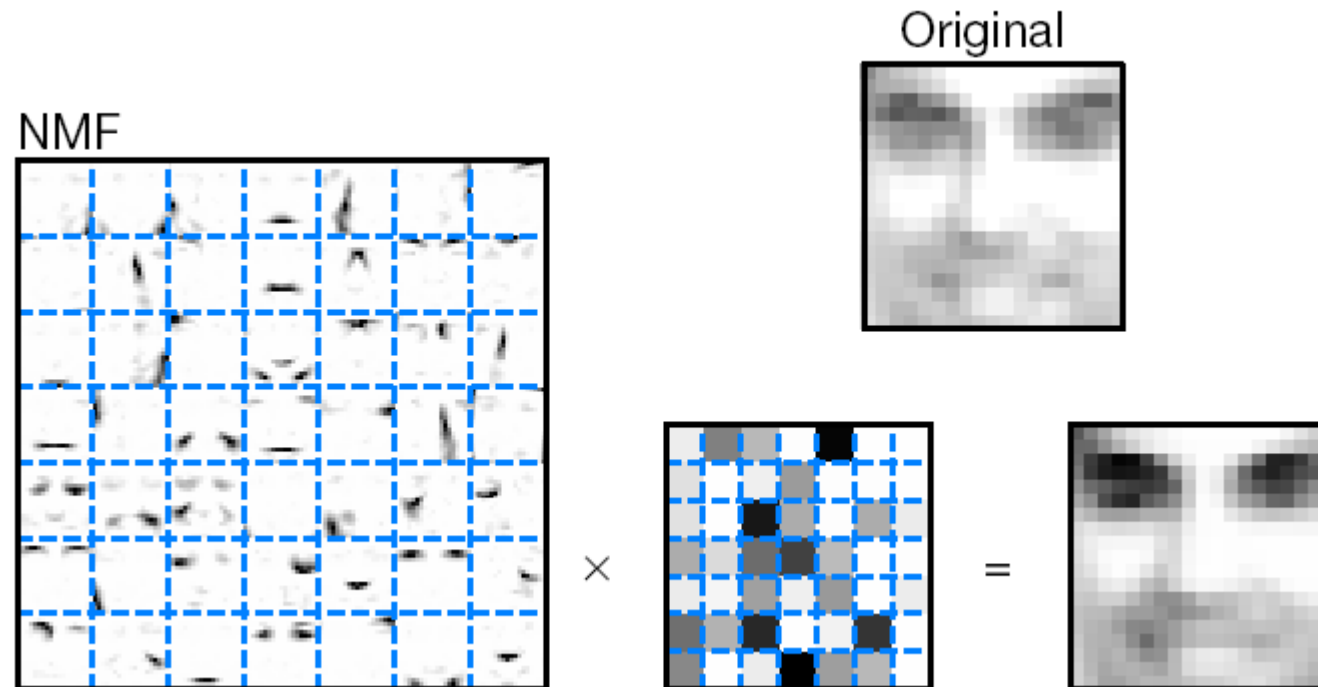 Original
NMF
×
=